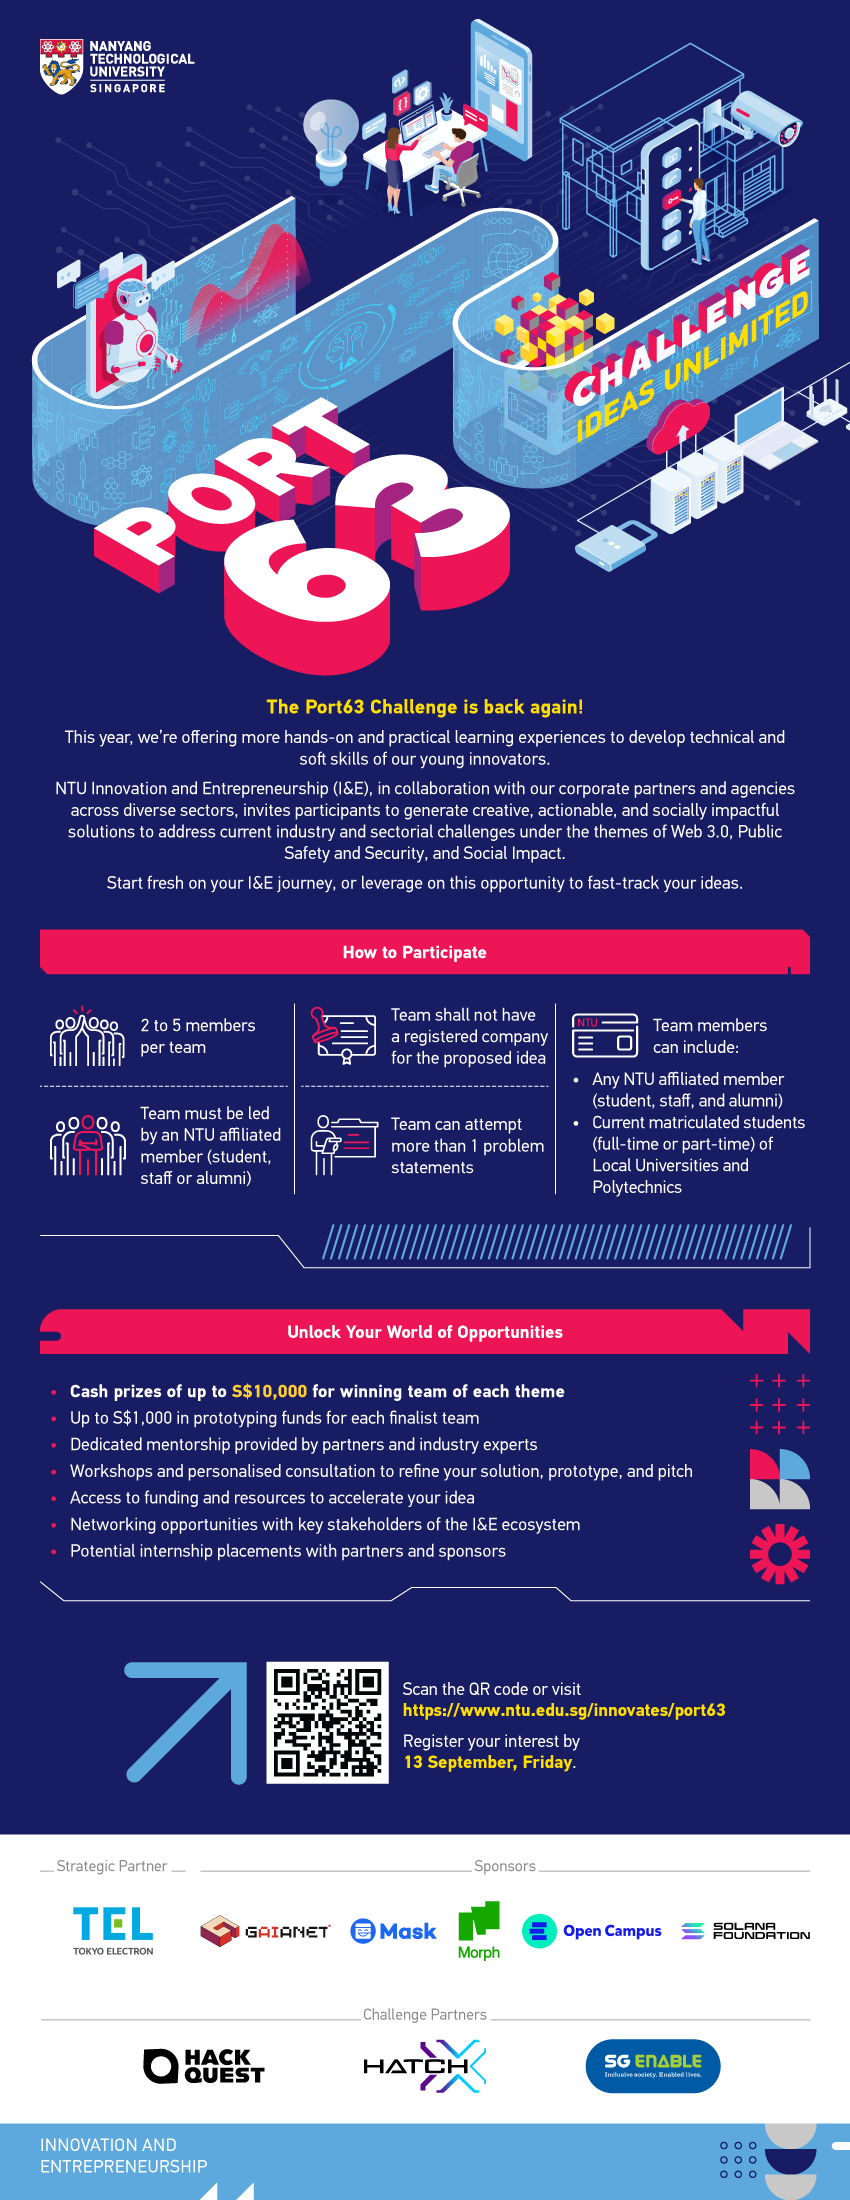 NANYANG
TECHNOLOGICAL
UNIVERSITY
SINGAPORE
CHALLENGE
IDEAS UNLIMITED
PORT
63
The Port63 Challenge is back again!
This year, we're offering more hands-on and practical learning experiences to develop technical and
soft skills of our young innovators.
NTU Innovation and Entrepreneurship (I&E), in collaboration with our corporate partners and agencies
across diverse sectors, invites participants to generate creative, actionable, and socially impactful
solutions to address current industry and sectorial challenges under the themes of Web 3.0, Public
Safety and Security, and Social Impact.
Start fresh on your I&E journey, or leverage on this opportunity to fast-track your ideas.
How to Participate
2 to 5 members
per team
Team must be led
by an NTU affiliated
member (student,
staff or alumni)
Team shall not have
a registered company
for the proposed idea
Team can attempt
more than 1 problem
statements
NTU
Team members
can include:
• Any NTU affiliated member
(student, staff, and alumni)
• Current matriculated students
(full-time or part-time) of
Local Universities and
Polytechnics
Unlock Your World of Opportunities
• Cash prizes of up to S$10,000 for winning team of each theme
• Up to S$1,000 in prototyping funds for each finalist team
• Dedicated mentorship provided by partners and industry experts
• Workshops and personalised consultation to refine your solution, prototype, and pitch
• Access to funding and resources to accelerate your idea
• Networking opportunities with key stakeholders of the I&E ecosystem
• Potential internship placements with partners and sponsors
Scan the QR code or visit
https://www.ntu.edu.sg/innovates/port63
Register your interest by
13 September, Friday.
Strategic Partner
Sponsors
TEL
TOKYO ELECTRON
GAIANET
Mask
Morph
Open Campus
SOLANA
FOUNDATION
Challenge Partners
HACK
QUEST
HATCH
SG ENABLE
Inclusive society. Enabled lives.
INNOVATION AND
ENTREPRENEURSHIP